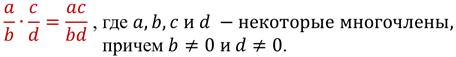 a/b · c/d = ac/bd , где a, b, c и d – некоторые многочлены,
причем b ≠ 0 и d ≠ 0.